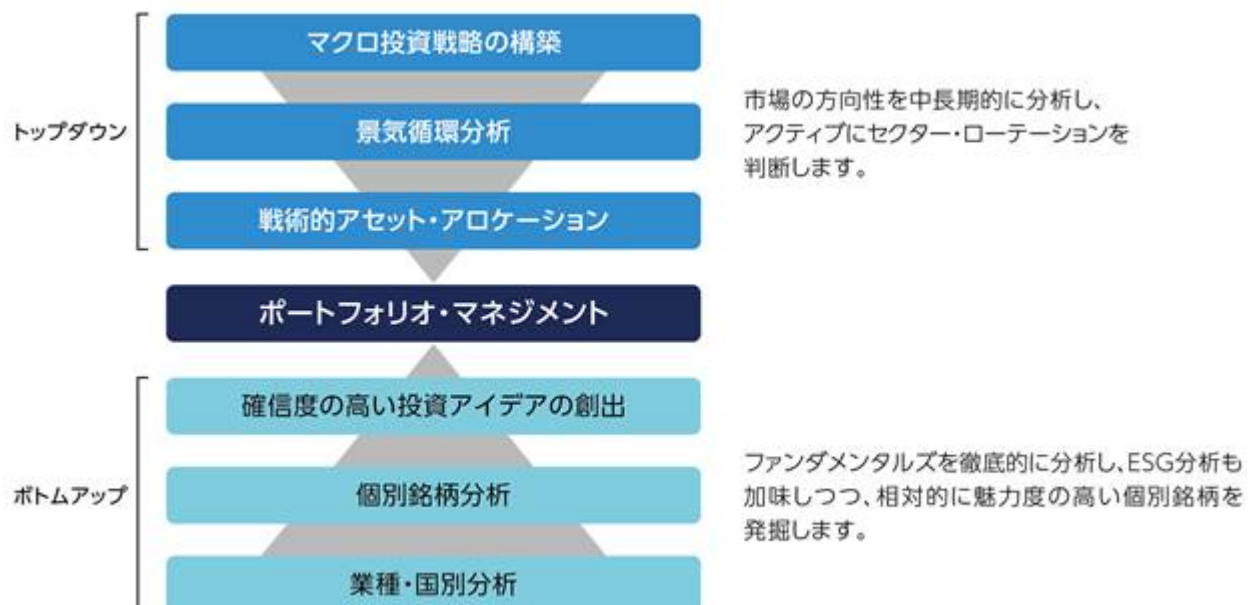 マクロ投資戦略の構築
トップダウン
景気循環分析
戦術的アセット・アロケーション
市場の方向性を中長期的に分析し、
アクティブにセクター・ローテーションを
判断します。
ポートフォリオ・マネジメント
確信度の高い投資アイデアの創出
ボトムアップ
個別銘柄分析
業種・国別分析
ファンダメンタルズを徹底的に分析し、ESG分析も
加味しつつ、相対的に魅力度の高い個別銘柄を
発掘します。